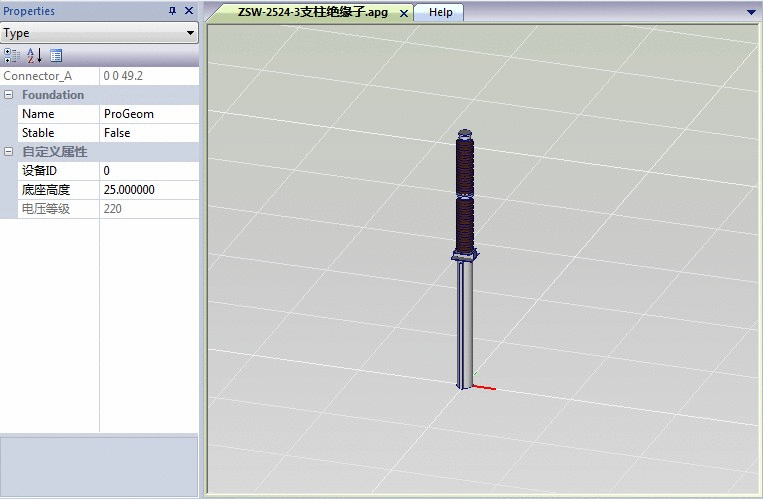 Properties
Type
Connector_A 0 0 49.2
Foundation
Name ProGeom
Stable False
自定义属性
设备ID 0
底座高度 25.000000
电压等级 220
ZSW-2524-3支柱绝缘子.apg Help